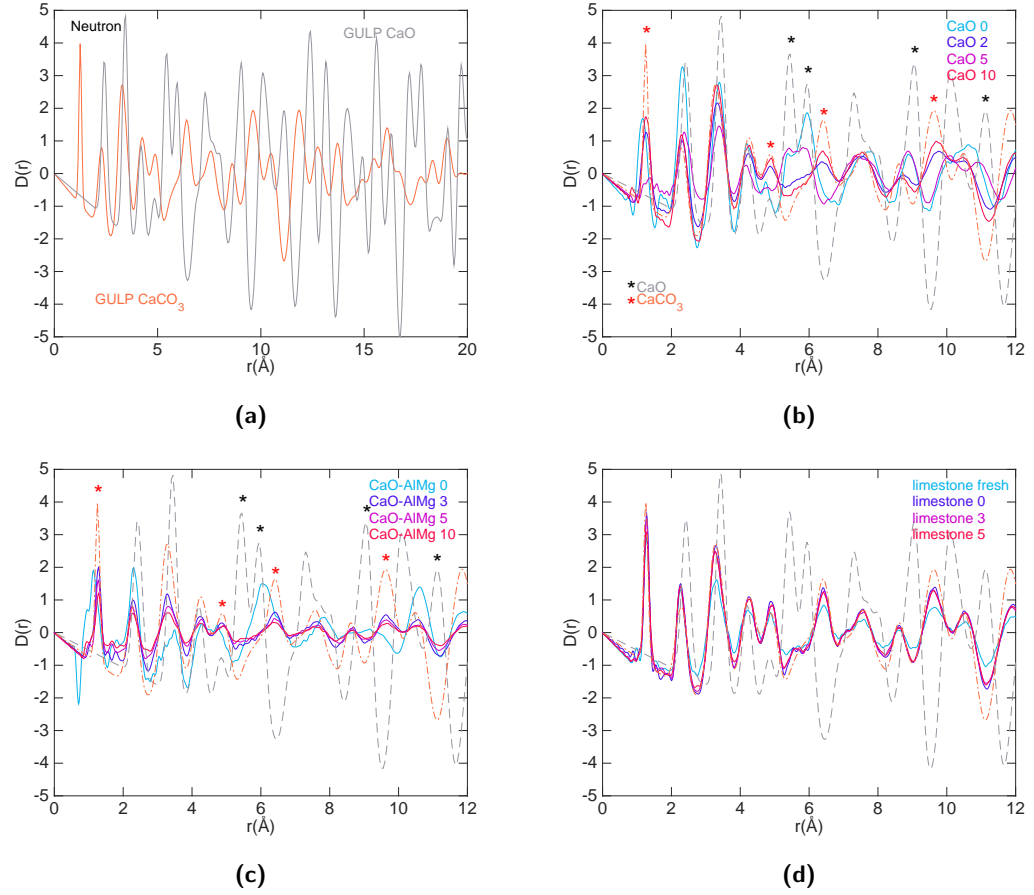 Neutron
GULP CaO
GULP CaCO3
D(r)
5
4
3
2
1
0
-1
-2
-3
-4
-5
0 5 10 15 20
r(Å)
(a)
* * * * * * * *
CaO 0
CaO 2
CaO 5
CaO 10
* CaO
* CaCO3
D(r)
5
4
3
2
1
0
-1
-2
-3
-4
-5
0 2 4 6 8 10 12
r(Å)
(b)
* * * * * * * *
CaO-AlMg 0
CaO-AlMg 3
CaO-AlMg 5
CaO-AlMg 10
D(r)
5
4
3
2
1
0
-1
-2
-3
-4
-5
0 2 4 6 8 10 12
r(Å)
(c)
limestone fresh
limestone 0
limestone 3
limestone 5
D(r)
5
4
3
2
1
0
-1
-2
-3
-4
-5
0 2 4 6 8 10 12
r(Å)
(d)